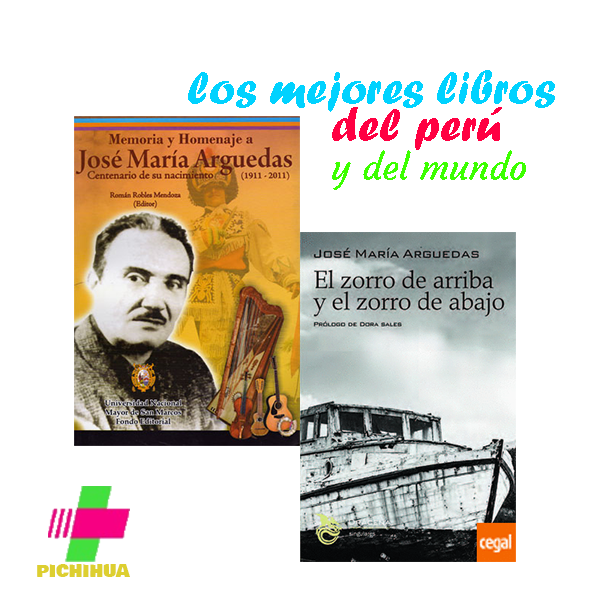 los mejores libros
del perú
y del mundo
Memoria y Homenaje a
José María Arguedas
Centenario de su nacimiento (1911 - 2011)
Román Robles Mendoza
(Editor)
Universidad Nacional
Mayor de San Marcos
Fondo Editorial
JOSÉ MARÍA ARGUEDAS
El zorro de arriba
y el zorro de abajo
PRÓLOGO DE DORA SALES
singulares
cegal
PICHIHUA